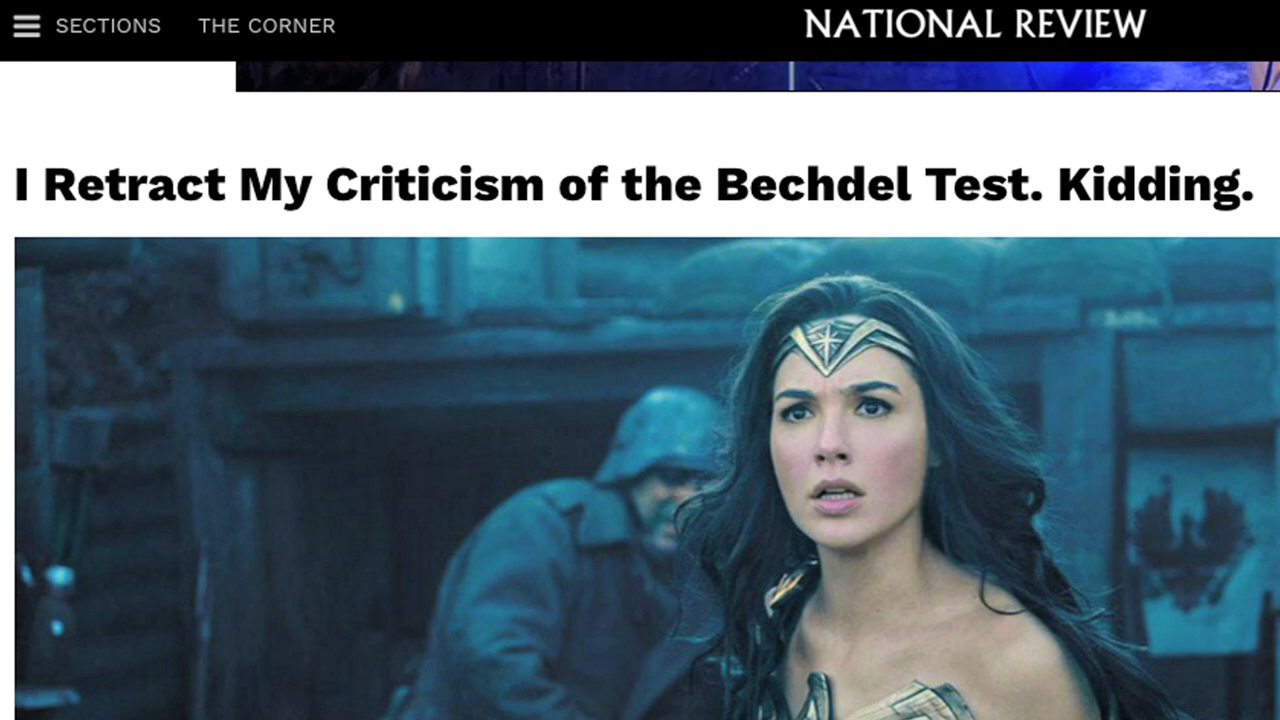 SECTIONS THE CORNER NATIONAL REVIEW
I Retract My Criticism of the Bechdel Test. Kidding.